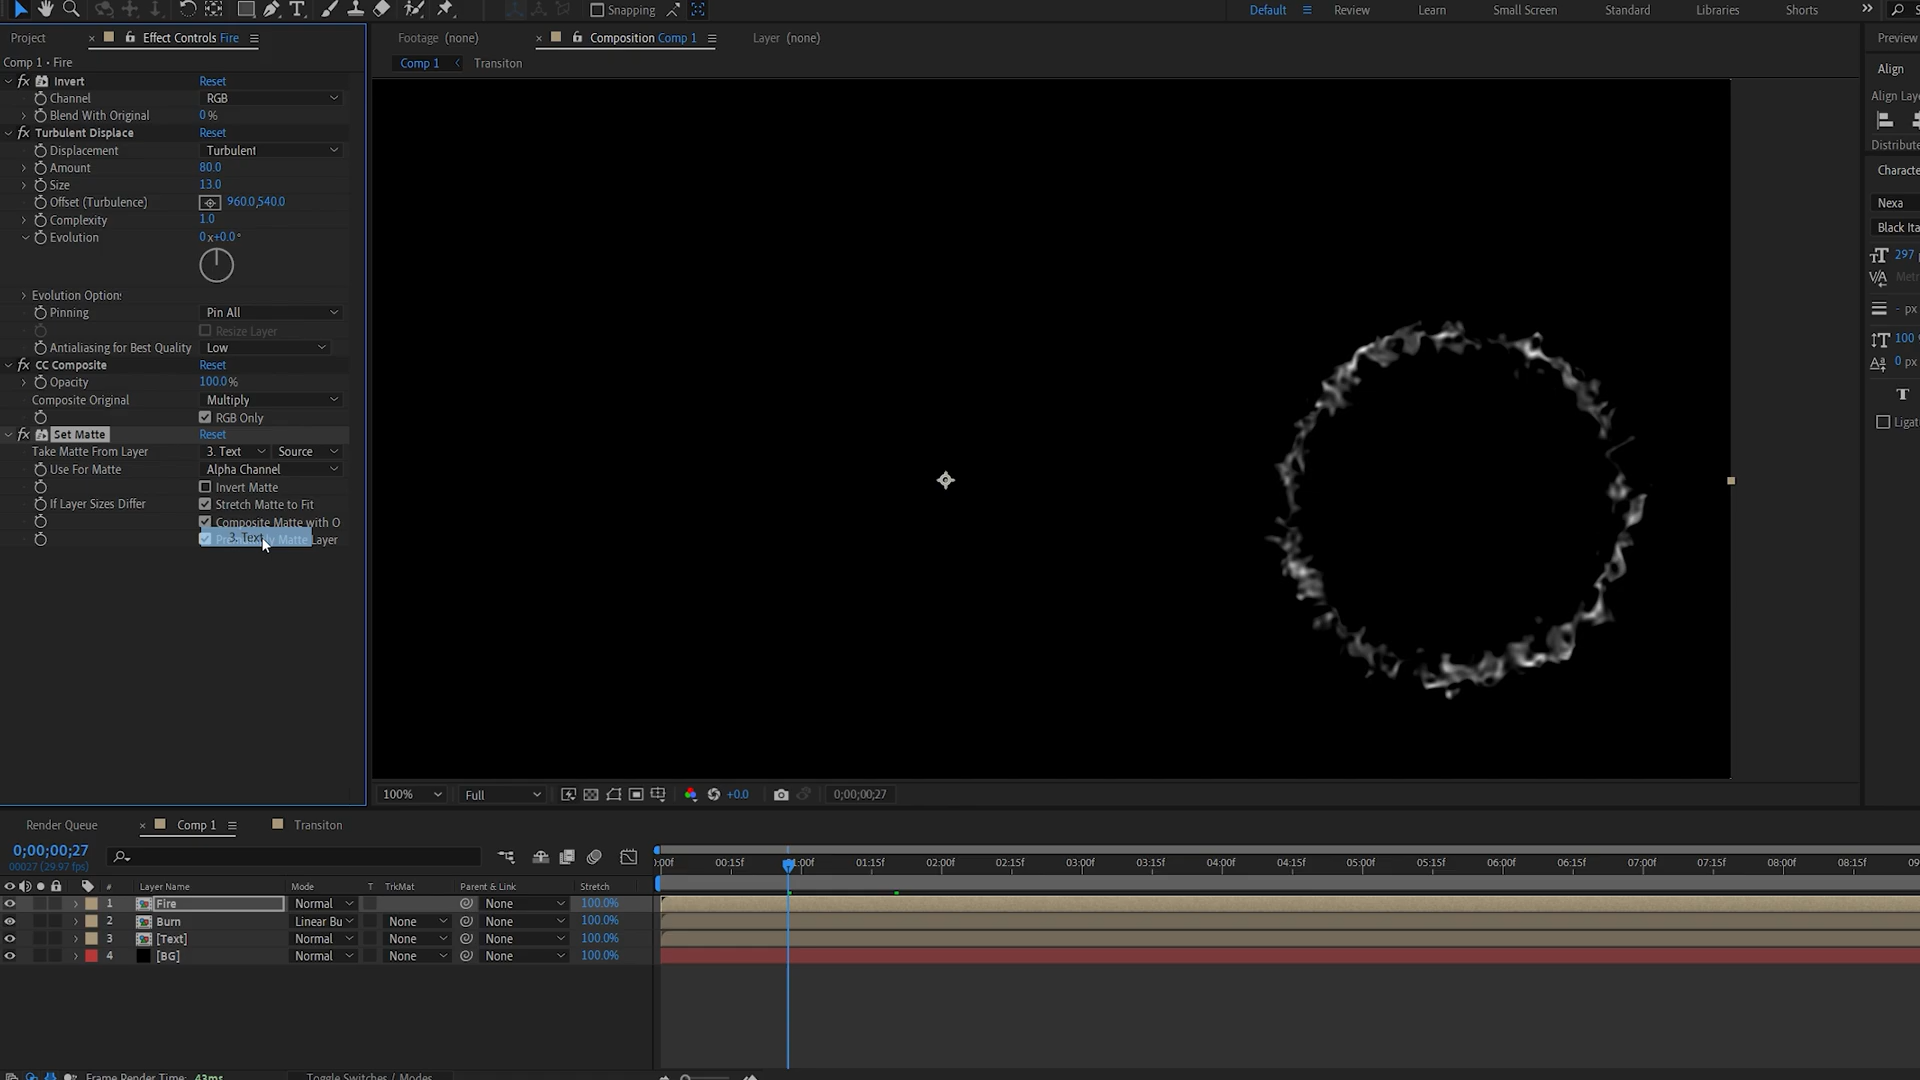 Snapping
Default
Review
Learn
Small Screen
Standard
Libraries
Shorts
Project
Effect Controls Fire
Footage (none)
Composition Comp 1
Layer (none)
Preview
Comp 1 • Fire
Comp 1
Transiton
Align
Invert Reset
Channel RGB
Blend With Original 0 %
Turbulent Displace Reset
Displacement Turbulent
Amount 80.0
Size 13.0
Offset (Turbulence) 960.0,540.0
Complexity 1.0
Evolution 0 x+0.0 °
Evolution Option:
Pinning Pin All
Resize Layer
Antialiasing for Best Quality Low
CC Composite Reset
Opacity 100.0 %
Composite Original Multiply
RGB Only
Set Matte Reset
Take Matte From Layer 3. Text Source
Use For Matte Alpha Channel
Invert Matte
If Layer Sizes Differ Stretch Matte to Fit
Composite Matte with O
3. Text
Matte Layer
Align Laye
Distribute
Characte
Nexa
Black Ita
297 p
Metr
- px
100
0 px
T
Ligat
100%
Full
+0.0
0;00;00;27
Render Queue
Comp 1
Transiton
0;00;00;27
00027 (29.97 fps)
:00f 00:15f 01:00f 01:15f 02:00f 02:15f 03:00f 03:15f 04:00f 04:15f 05:00f 05:15f 06:00f 06:15f 07:00f 07:15f 08:00f 08:15f 09
# Layer Name Mode T TrkMat Parent & Link Stretch
1 Fire Normal None 100.0%
2 Burn Linear Bu None None 100.0%
3 [Text] Normal None None 100.0%
4 [BG] Normal None None 100.0%
Frame Render Time: 43ms
Toggle Switches / Modes